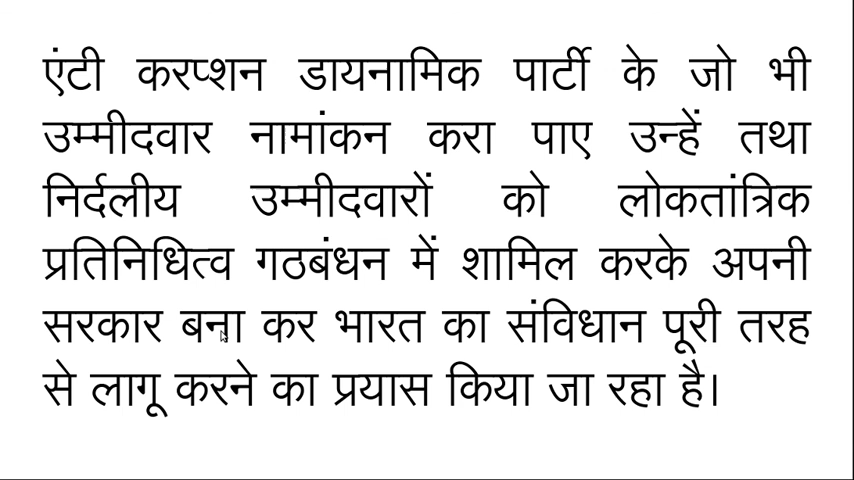 एंटी करप्शन डायनामिक पार्टी के जो भी
उम्मीदवार नामांकन करा पाए उन्हें तथा
निर्दलीय उम्मीदवारों को लोकतांत्रिक
प्रतिनिधित्व गठबंधन में शामिल करके अपनी
सरकार बना कर भारत का संविधान पूरी तरह
से लागू करने का प्रयास किया जा रहा है।